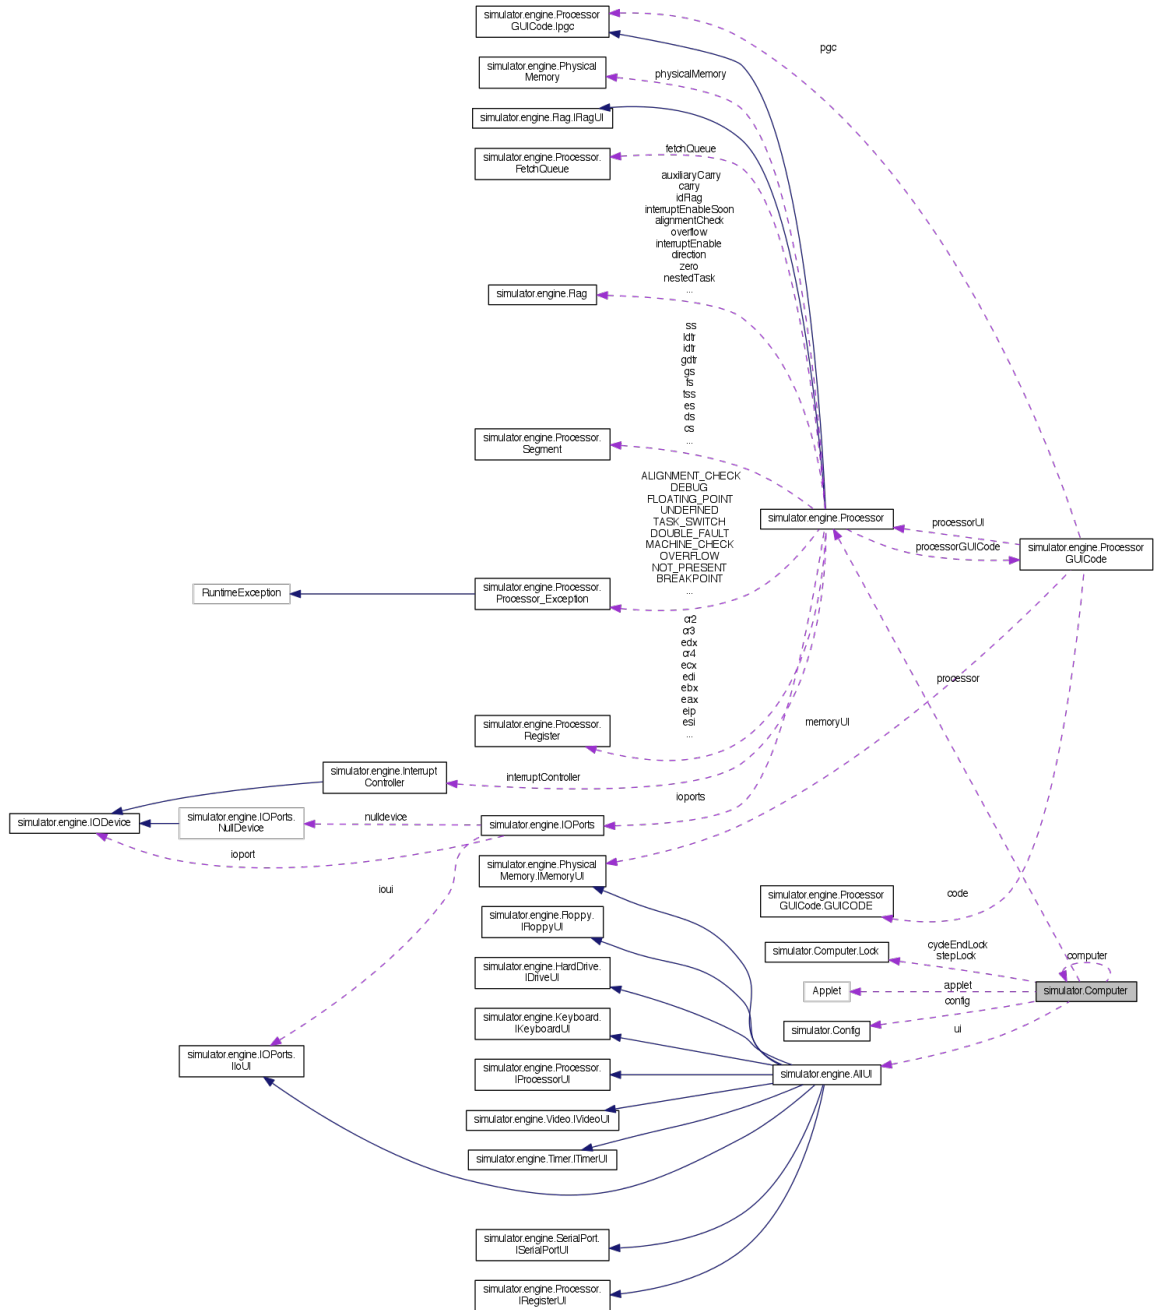 simulator.engine.Processor
GUICode.Ipgc
pgc
simulator.engine.Physical
Memory
physicalMemory
simulator.engine.Flag.IFlagUI
simulator.engine.Processor.
FetchQueue
fetchQueue
auxiliaryCarry
carry
idFlag
interruptEnableSoon
alignmentCheck
overflow
interruptEnable
direction
zero
nestedTask
...
simulator.engine.Flag
ss
ldtr
idtr
gdtr
gs
fs
tss
es
ds
cs
...
simulator.engine.Processor.
Segment
ALIGNMENT_CHECK
DEBUG
FLOATING_POINT
UNDEFINED
TASK_SWITCH
DOUBLE_FAULT
MACHINE_CHECK
OVERFLOW
NOT_PRESENT
BREAKPOINT
...
simulator.engine.Processor
processorUI
processorGUICode
simulator.engine.Processor
GUICode
RuntimeException
simulator.engine.Processor.
Processor_Exception
cr2
cr3
edx
cr4
ecx
edi
ebx
eax
eip
esi
...
processor
simulator.engine.Processor.
Register
memoryUI
simulator.engine.Interrupt
Controller
interruptController
ioports
simulator.engine.IODevice
simulator.engine.IOPorts.
NullDevice
nulldevice
simulator.engine.IOPorts
ioport
simulator.engine.Physical
Memory.IMemoryUI
ioui
simulator.engine.Processor
GUICode.GUICODE
code
simulator.engine.Floppy.
IFloppyUI
simulator.Computer.Lock
cycleEndLock
stepLock
computer
simulator.engine.HardDrive.
IDriveUI
Applet
applet
simulator.Computer
config
simulator.engine.Keyboard.
IKeyboardUI
simulator.Config
ui
simulator.engine.IOPorts.
IIoUI
simulator.engine.Processor.
IProcessorUI
simulator.engine.AllUI
simulator.engine.Video.IVideoUI
simulator.engine.Timer.ITimerUI
simulator.engine.SerialPort.
ISerialPortUI
simulator.engine.Processor.
IRegisterUI